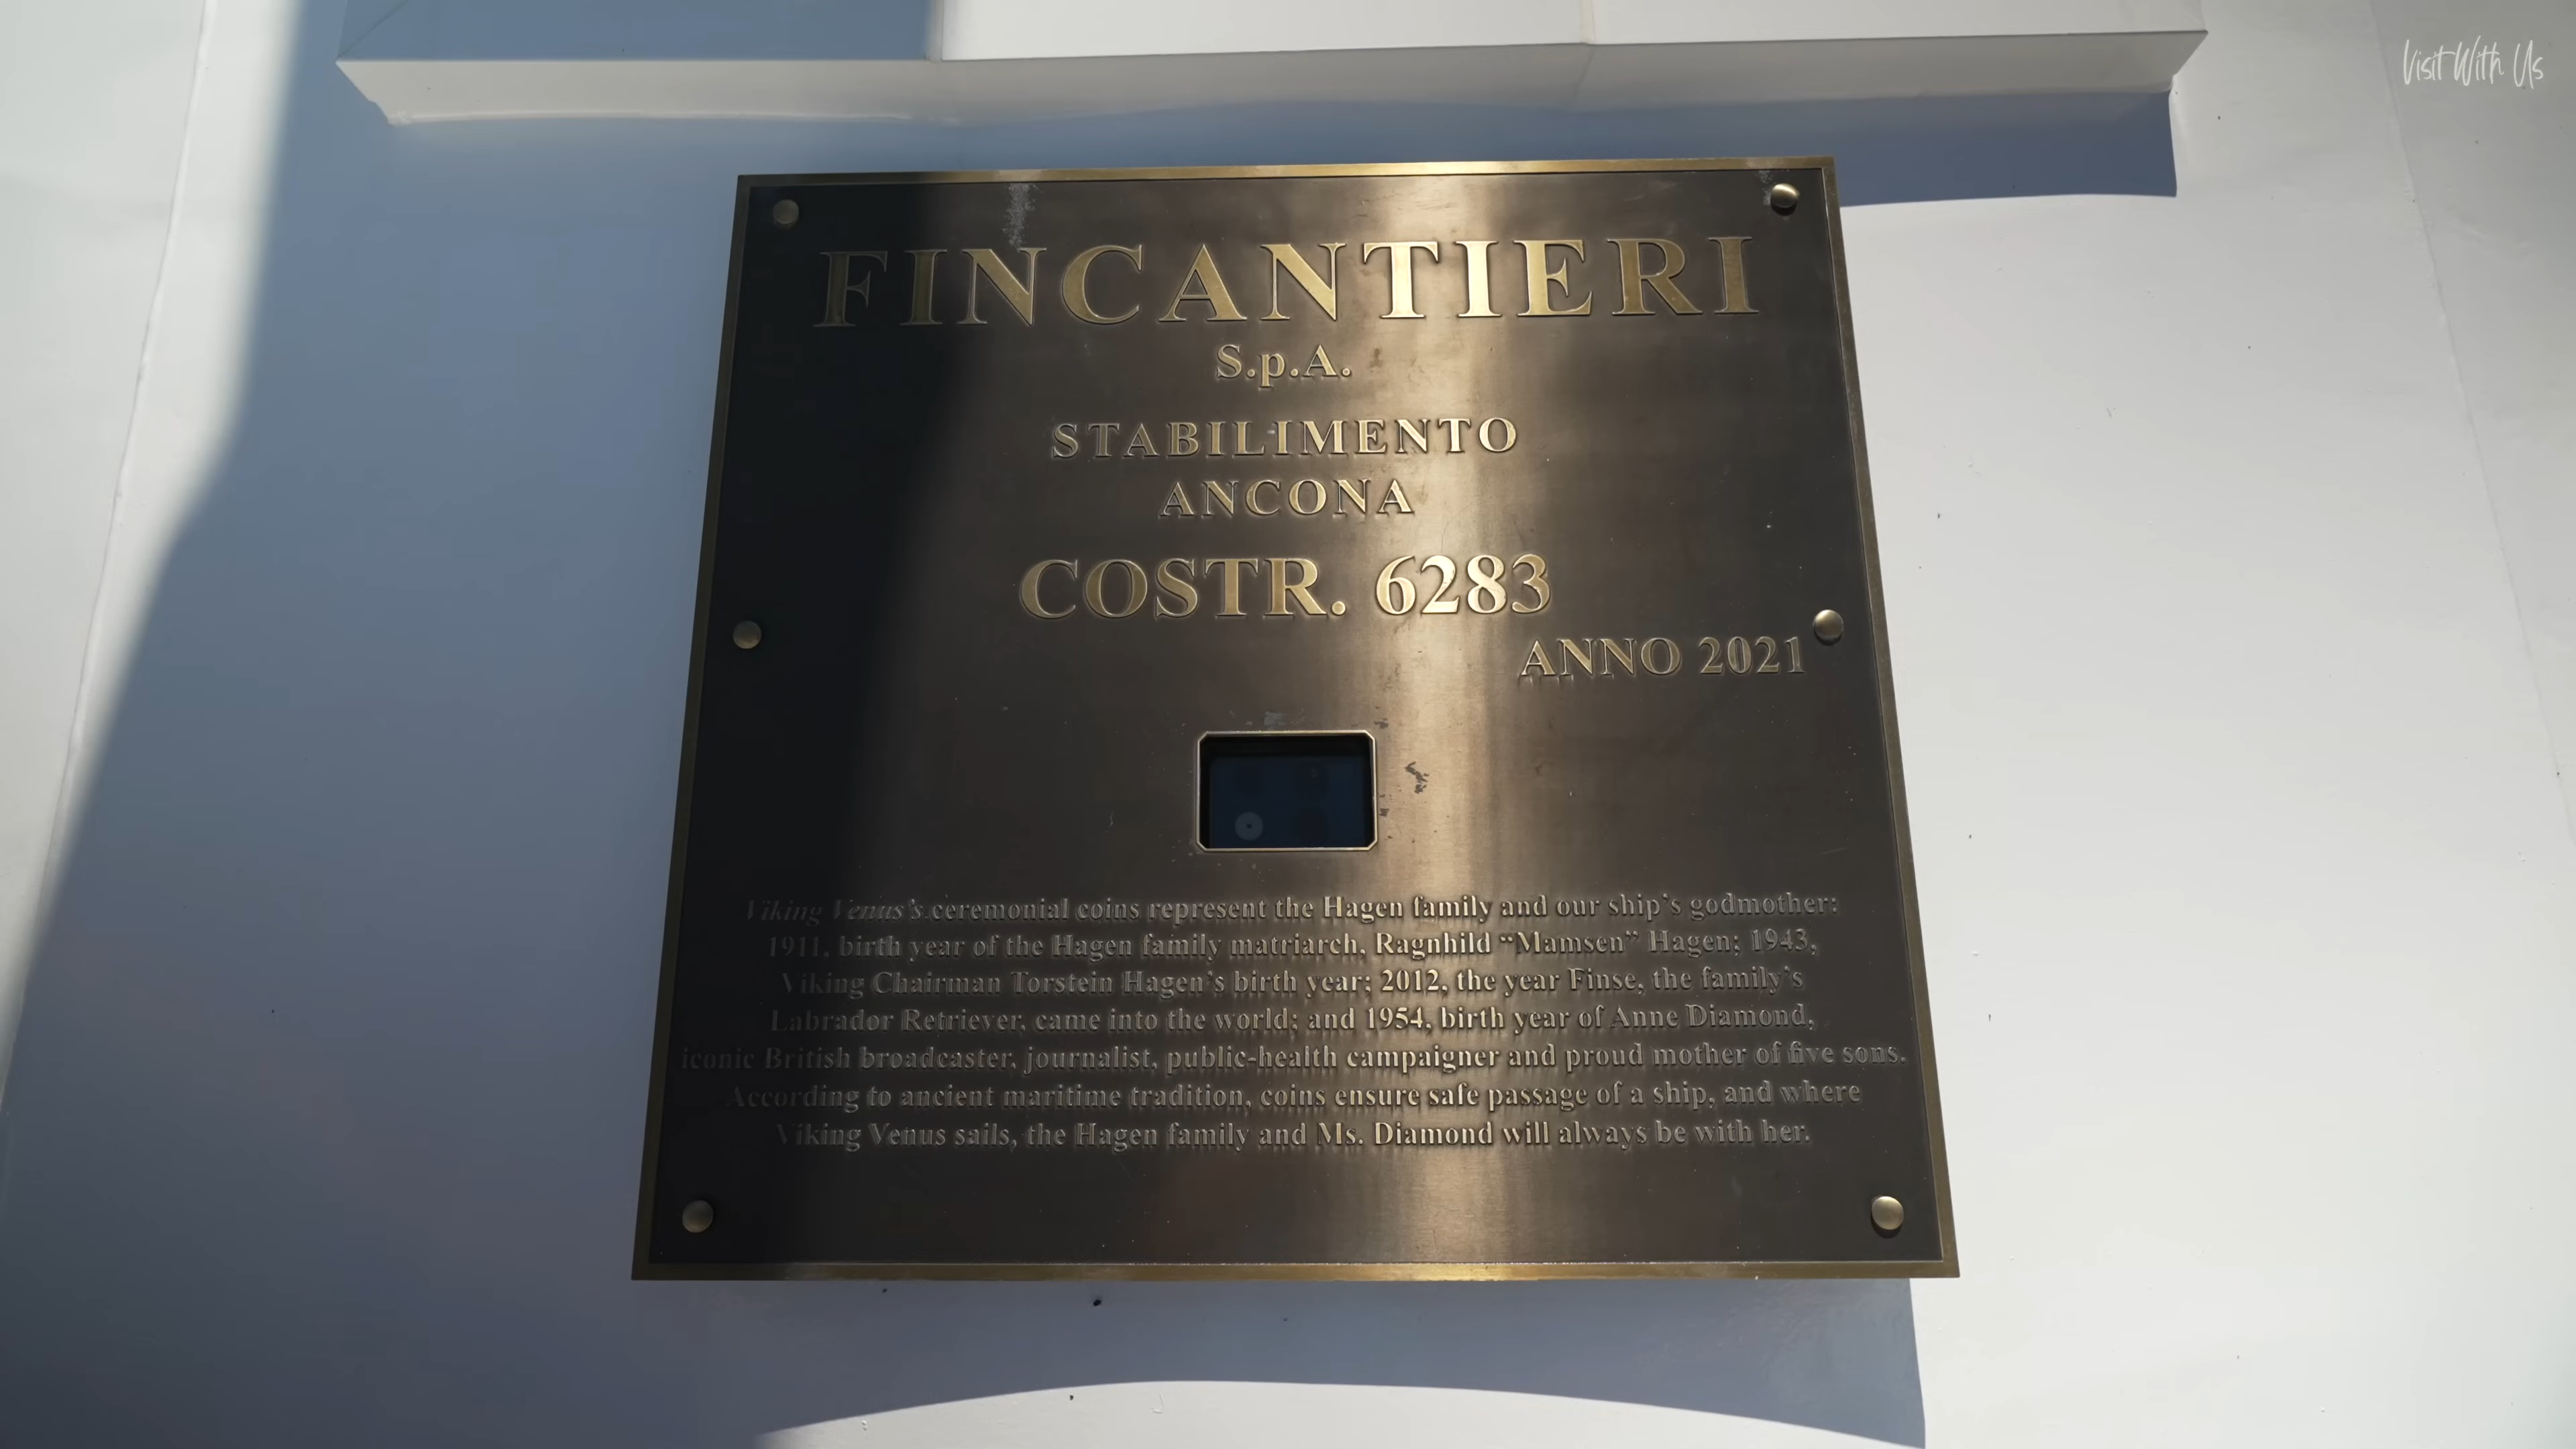 Visit With Us
FINCANTIERI
S.p.A.
STABILIMENTO
ANCONA
COSTR. 6283
ANNO 2021
Viking Venus's ceremonial coins represent the Hagen family and our ship's godmother:
1911, birth year of the Hagen family matriarch, Ragnhild “Mamsen” Hagen; 1943,
Viking Chairman Torstein Hagen's birth year; 2012, the year Finse, the family's
Labrador Retriever, came into the world; and 1954, birth year of Anne Diamond,
iconic British broadcaster, journalist, public-health campaigner and proud mother of five sons.
According to ancient maritime tradition, coins ensure safe passage of a ship, and where
Viking Venus sails, the Hagen family and Ms. Diamond will always be with her.